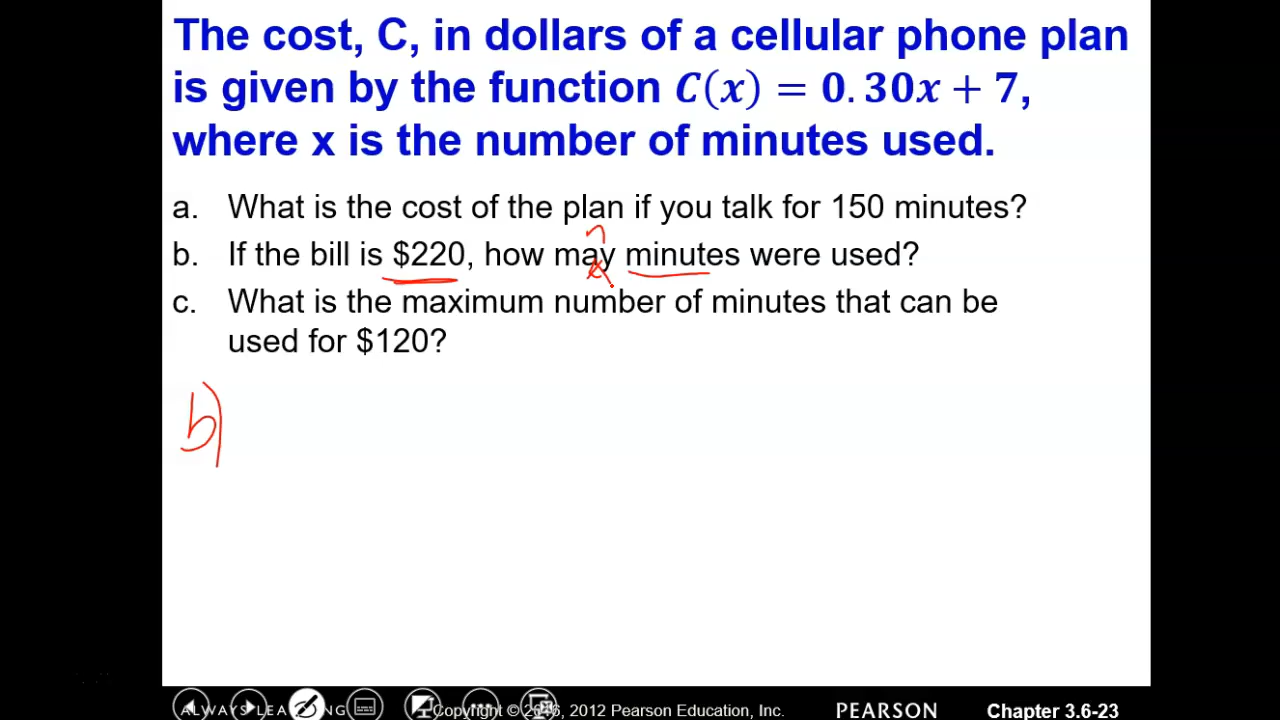 The cost, C, in dollars of a cellular phone plan
is given by the function C(x) = 0.30x + 7,
where x is the number of minutes used.
a. What is the cost of the plan if you talk for 150 minutes?
n
b. If the bill is $220, how may minutes were used?
c. What is the maximum number of minutes that can be
used for $120?
b)
ALWAYS LEARNING Copyright © 2016, 2012 Pearson Education, Inc. PEARSON Chapter 3.6-23